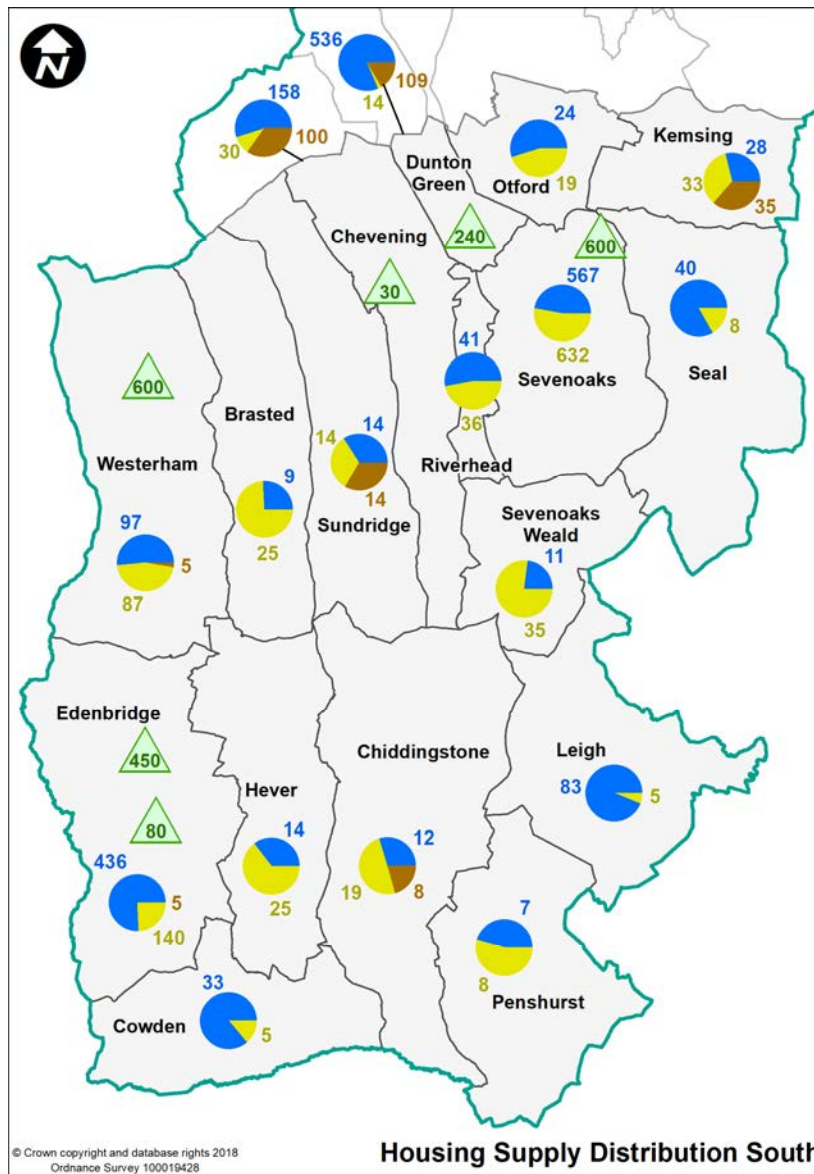 N
536
109
14
158
100
30
24
19
Otford
Kemsing
28
33
35
Dunton
Green
240
Chevening
30
600
567
632
Sevenoaks
40
8
Seal
41
36
Riverhead
600
Westerham
97
5
87
Brasted
9
25
14
14
14
Sundridge
Sevenoaks
Weald
11
35
Edenbridge
450
80
436
5
140
Hever
14
25
Chiddingstone
12
8
19
Leigh
83
5
7
8
Penshurst
33
5
Cowden
© Crown copyright and database rights 2018
Ordnance Survey 100019428
Housing Supply Distribution South